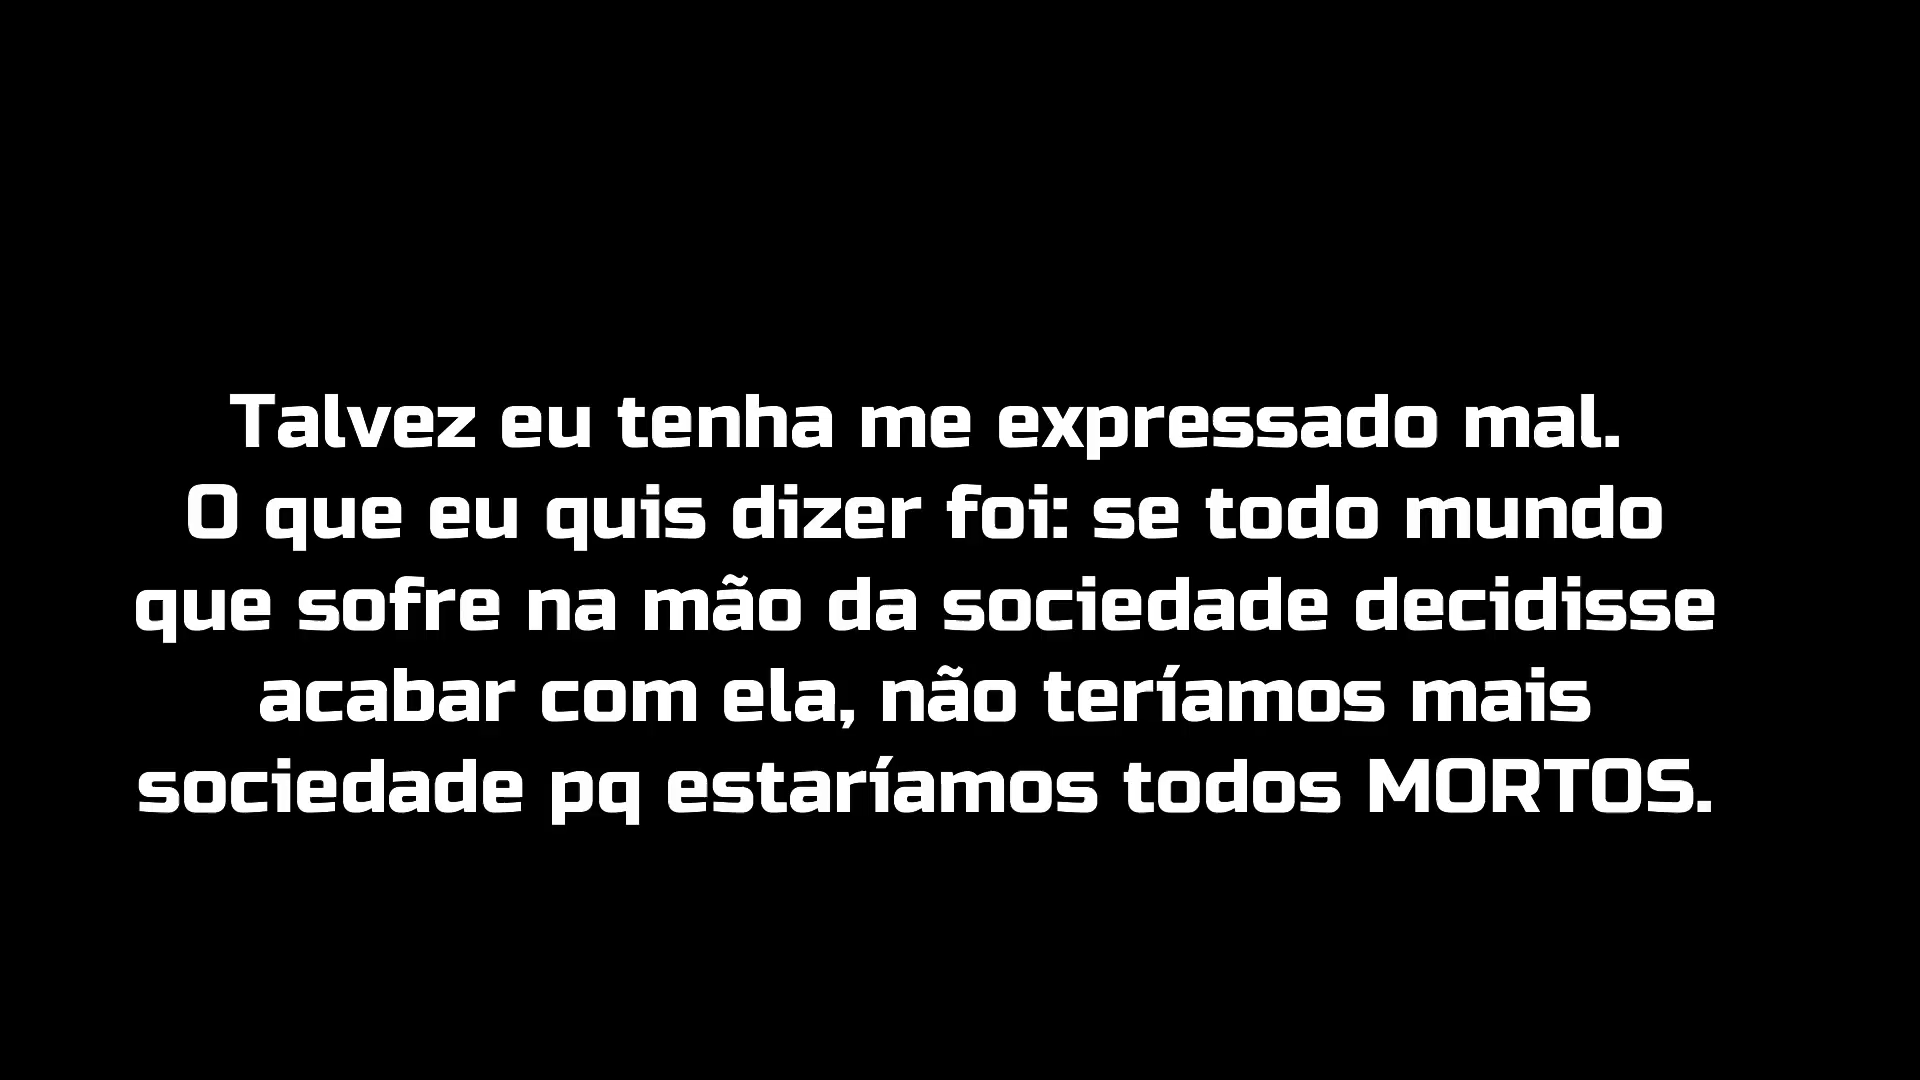 Talvez eu tenha me expressado mal.
O que eu quis dizer foi: se todo mundo
que sofre na mão da sociedade decidisse
acabar com ela, não teríamos mais
sociedade pq estaríamos todos MORTOS.